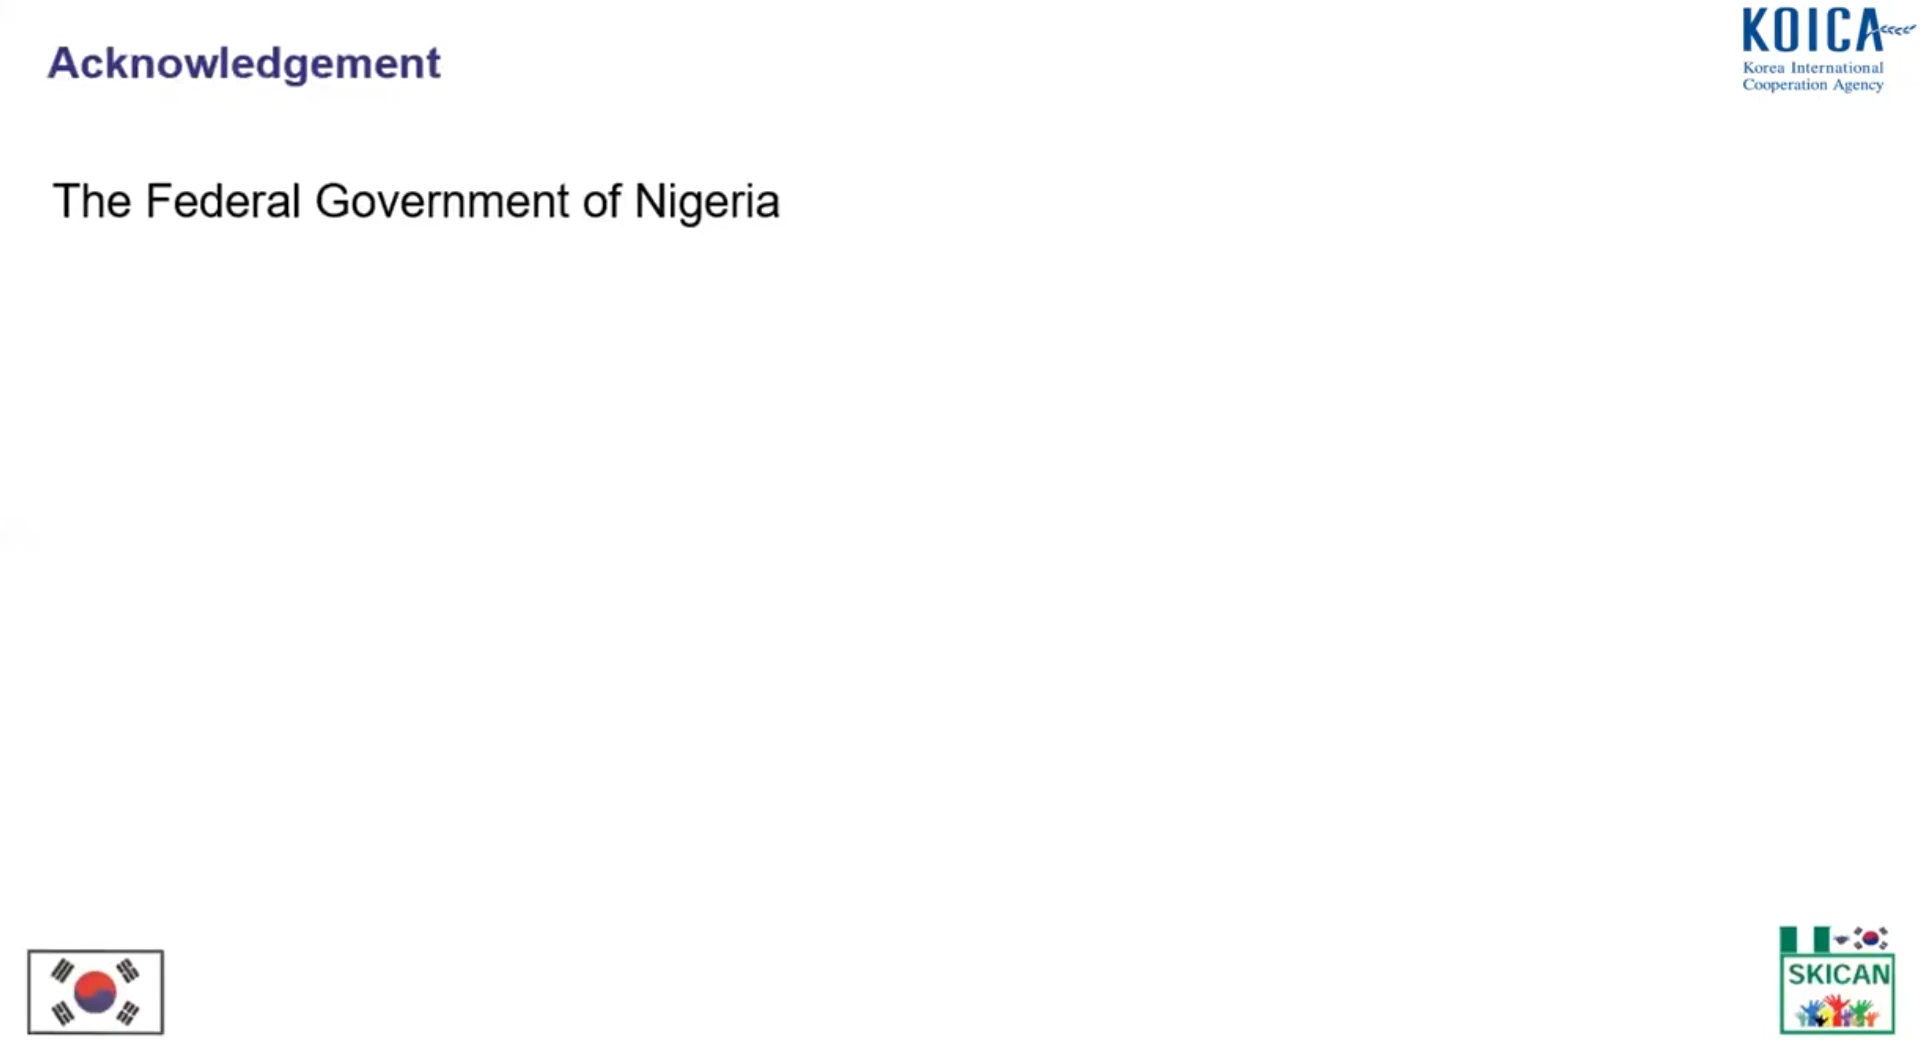 Acknowledgement
KOICA
Korea International
Cooperation Agency
The Federal Government of Nigeria
SKICAN